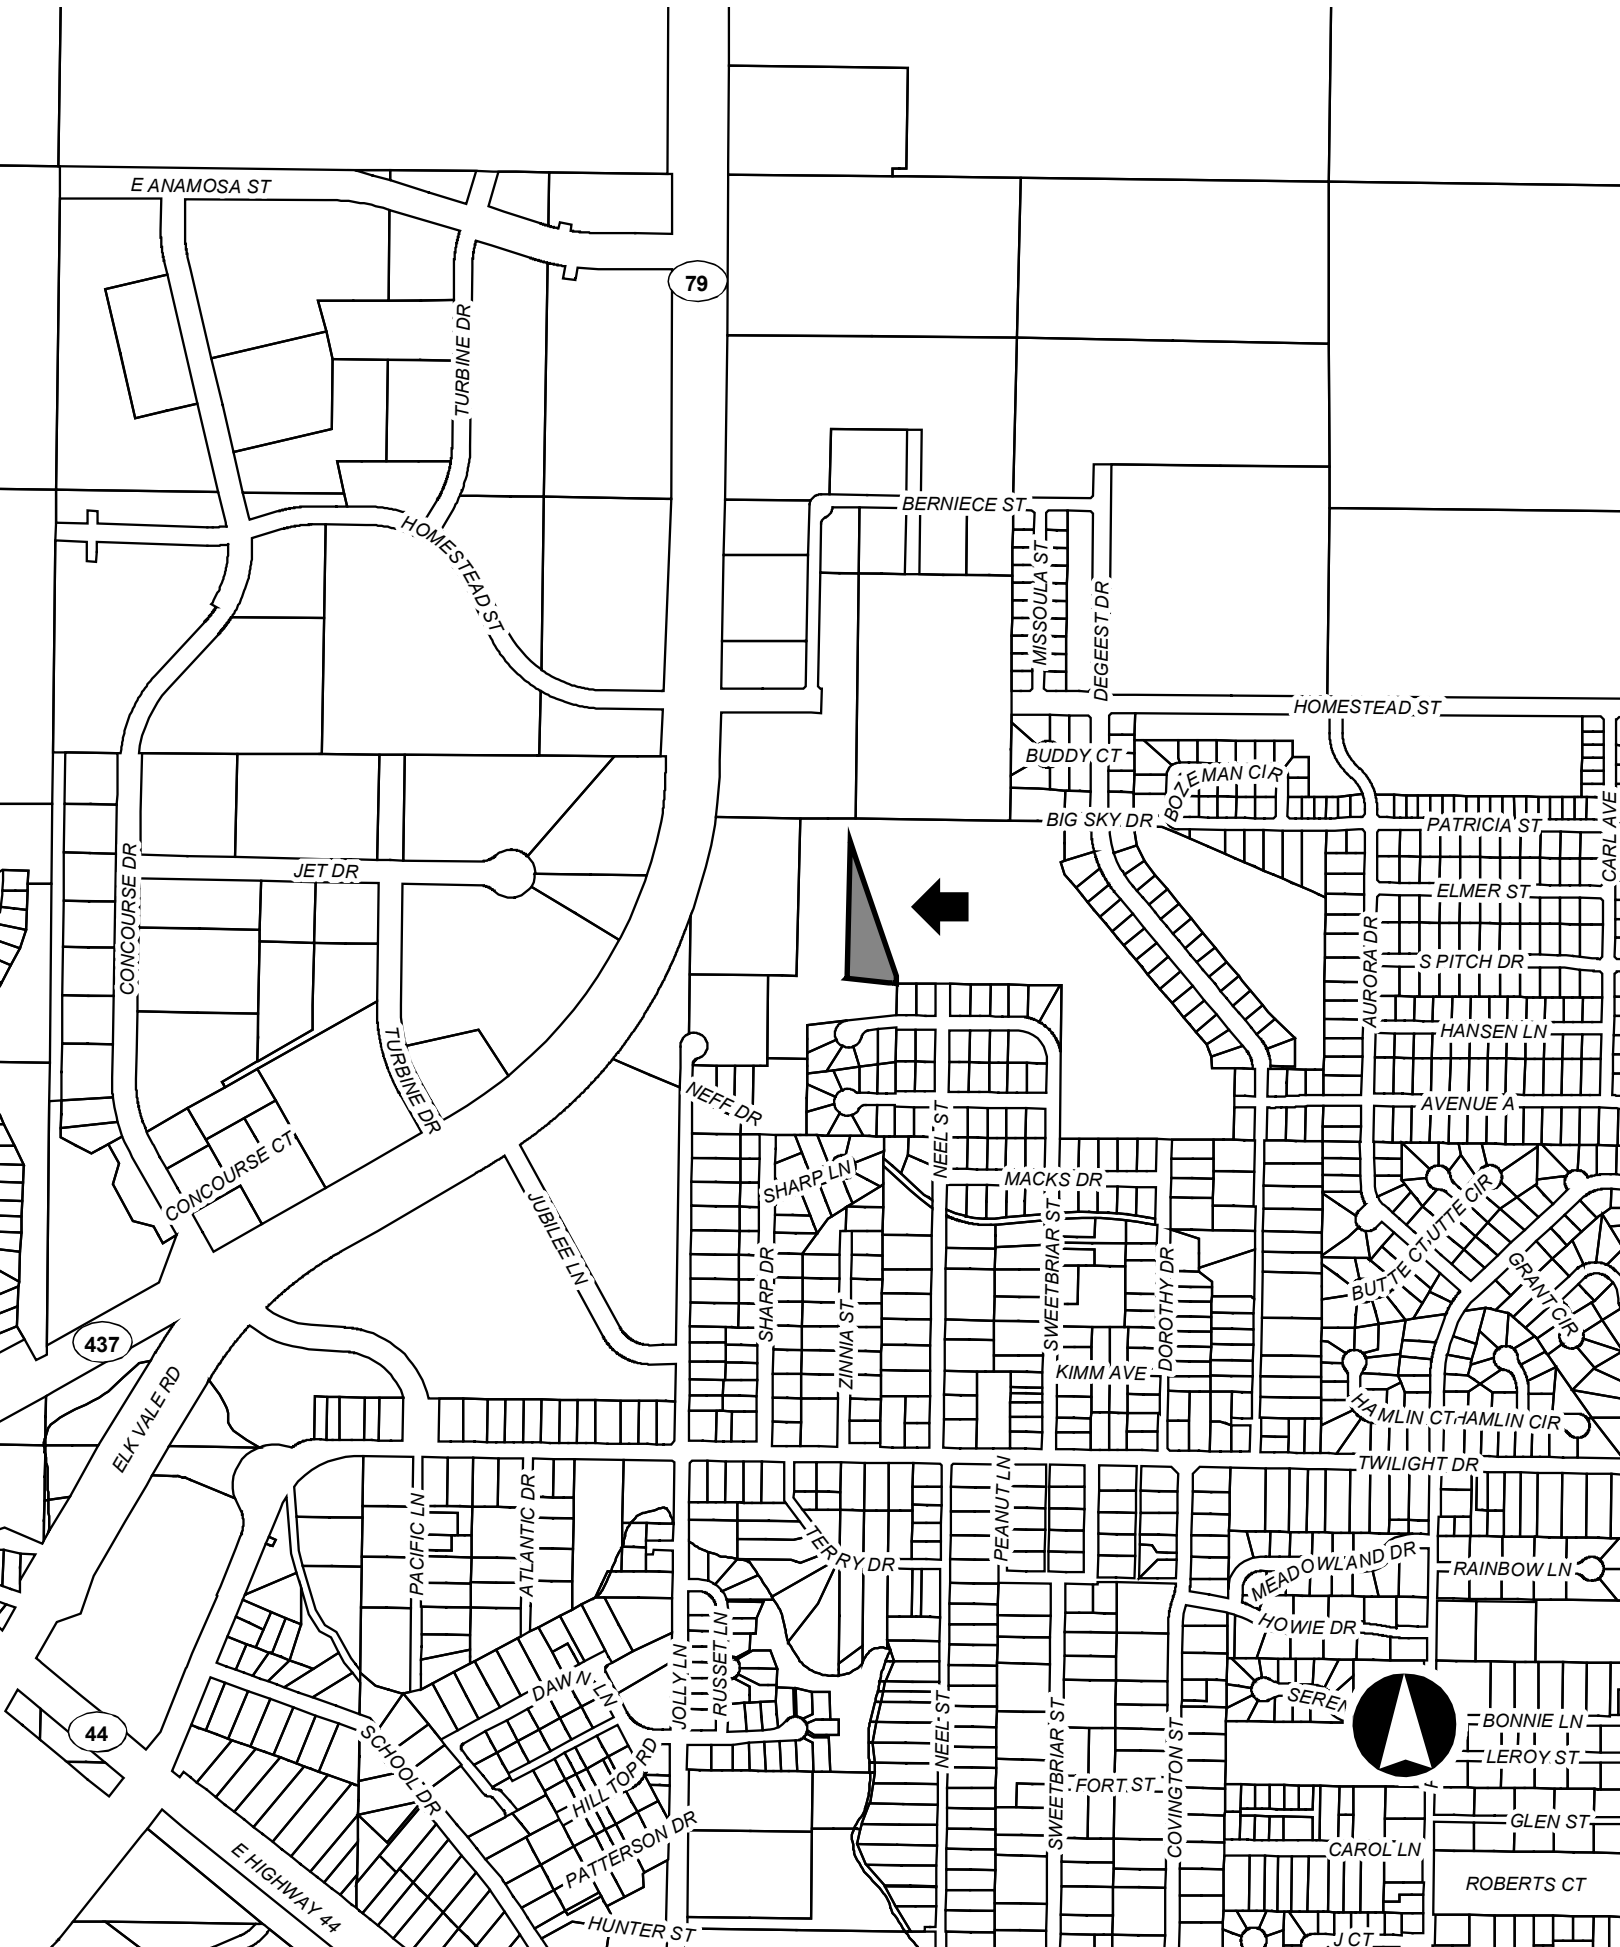 E ANAMOSA ST
79
TURBINE DR
BERNIECE ST
HOMESTEAD ST
MISSOULA ST
DEGEEST DR
HOMESTEAD ST
BUDDY CT
BOZEMAN CIR
BIG SKY DR
PATRICIA ST
CARL AVE
CONCOURSE DR
JET DR
ELMER ST
AURORA DR
S PITCH DR
HANSEN LN
TURBINE DR
NEFF DR
AVENUE A
NEEL ST
CONCOURSE CT
SHARP LN
MACKS DR
JUBILEE LN
SHARP DR
ZINNIA ST
SWEETBRIAR ST
DOROTHY DR
BUTTE CT
UTTE CIR
GRANT CIR
437
ELK VALE RD
KIMM AVE
HAMLIN CT
HAMLIN CIR
TWILIGHT DR
PACIFIC LN
ATLANTIC DR
PEANUT LN
TERRY DR
MEADOWLAND DR
RAINBOW LN
HOWIE DR
DAWN LN
JOLLY LN
RUSSET LN
SEREN
44
SCHOOL DR
HILL TOP RD
NEEL ST
SWEETBRIAR ST
COVINGTON ST
BONNIE LN
LEROY ST
FORT ST
GLEN ST
PATTERSON DR
CAROL LN
E HIGHWAY 44
ROBERTS CT
HUNTER ST
J CT